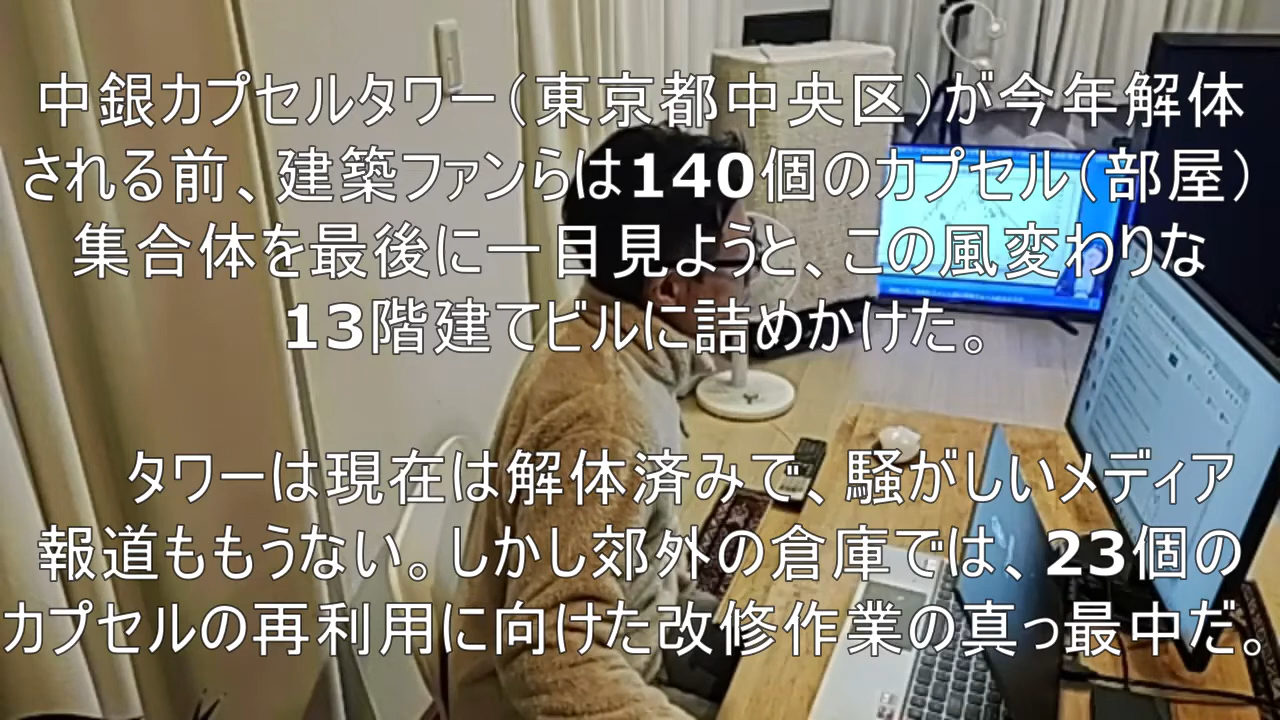 中銀カプセルタワー（東京都中央区）が今年解体
される前、建築ファンらは140個のカプセル（部屋）
集合体を最後に一目見ようと、この風変わりな
13階建てビルに詰めかけた。
タワーは現在は解体済みで、騒がしいメディア
報道ももうない。しかし郊外の倉庫では、23個の
カプセルの再利用に向けた改修作業の真っ最中だ。